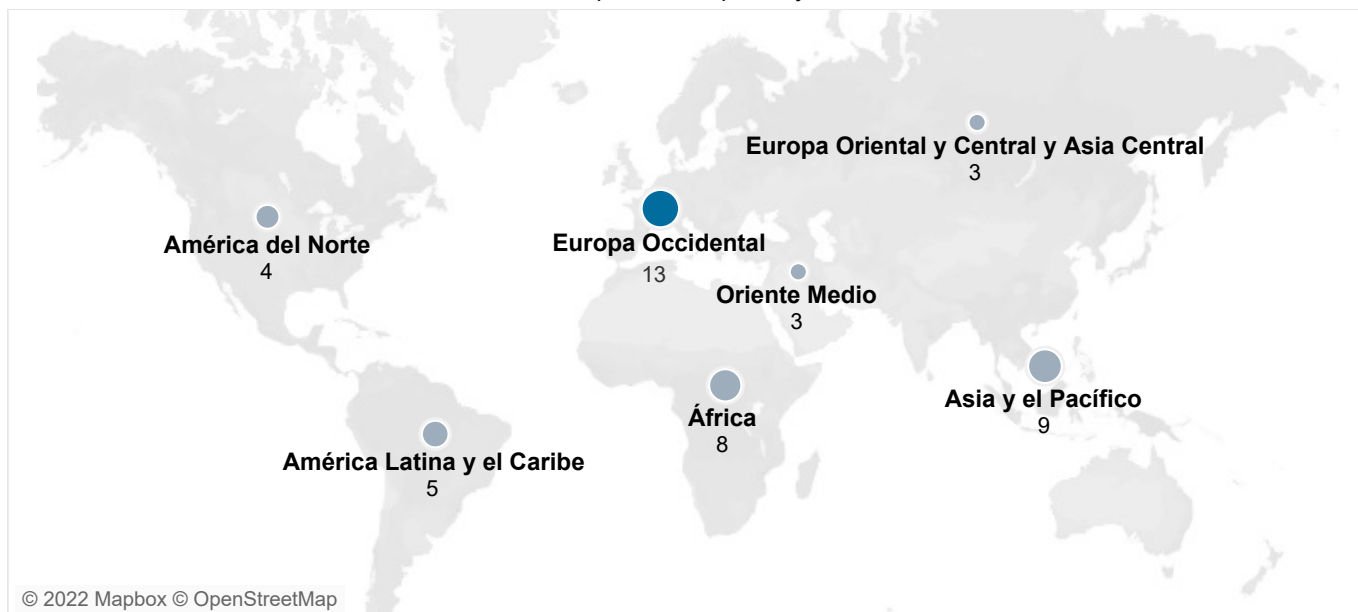 Europa Oriental y Central y Asia Central
3
América del Norte
4
Europa Occidental
13
Oriente Medio
3
Asia y el Pacífico
9
África
8
América Latina y el Caribe
5
© 2022 Mapbox © OpenStreetMap